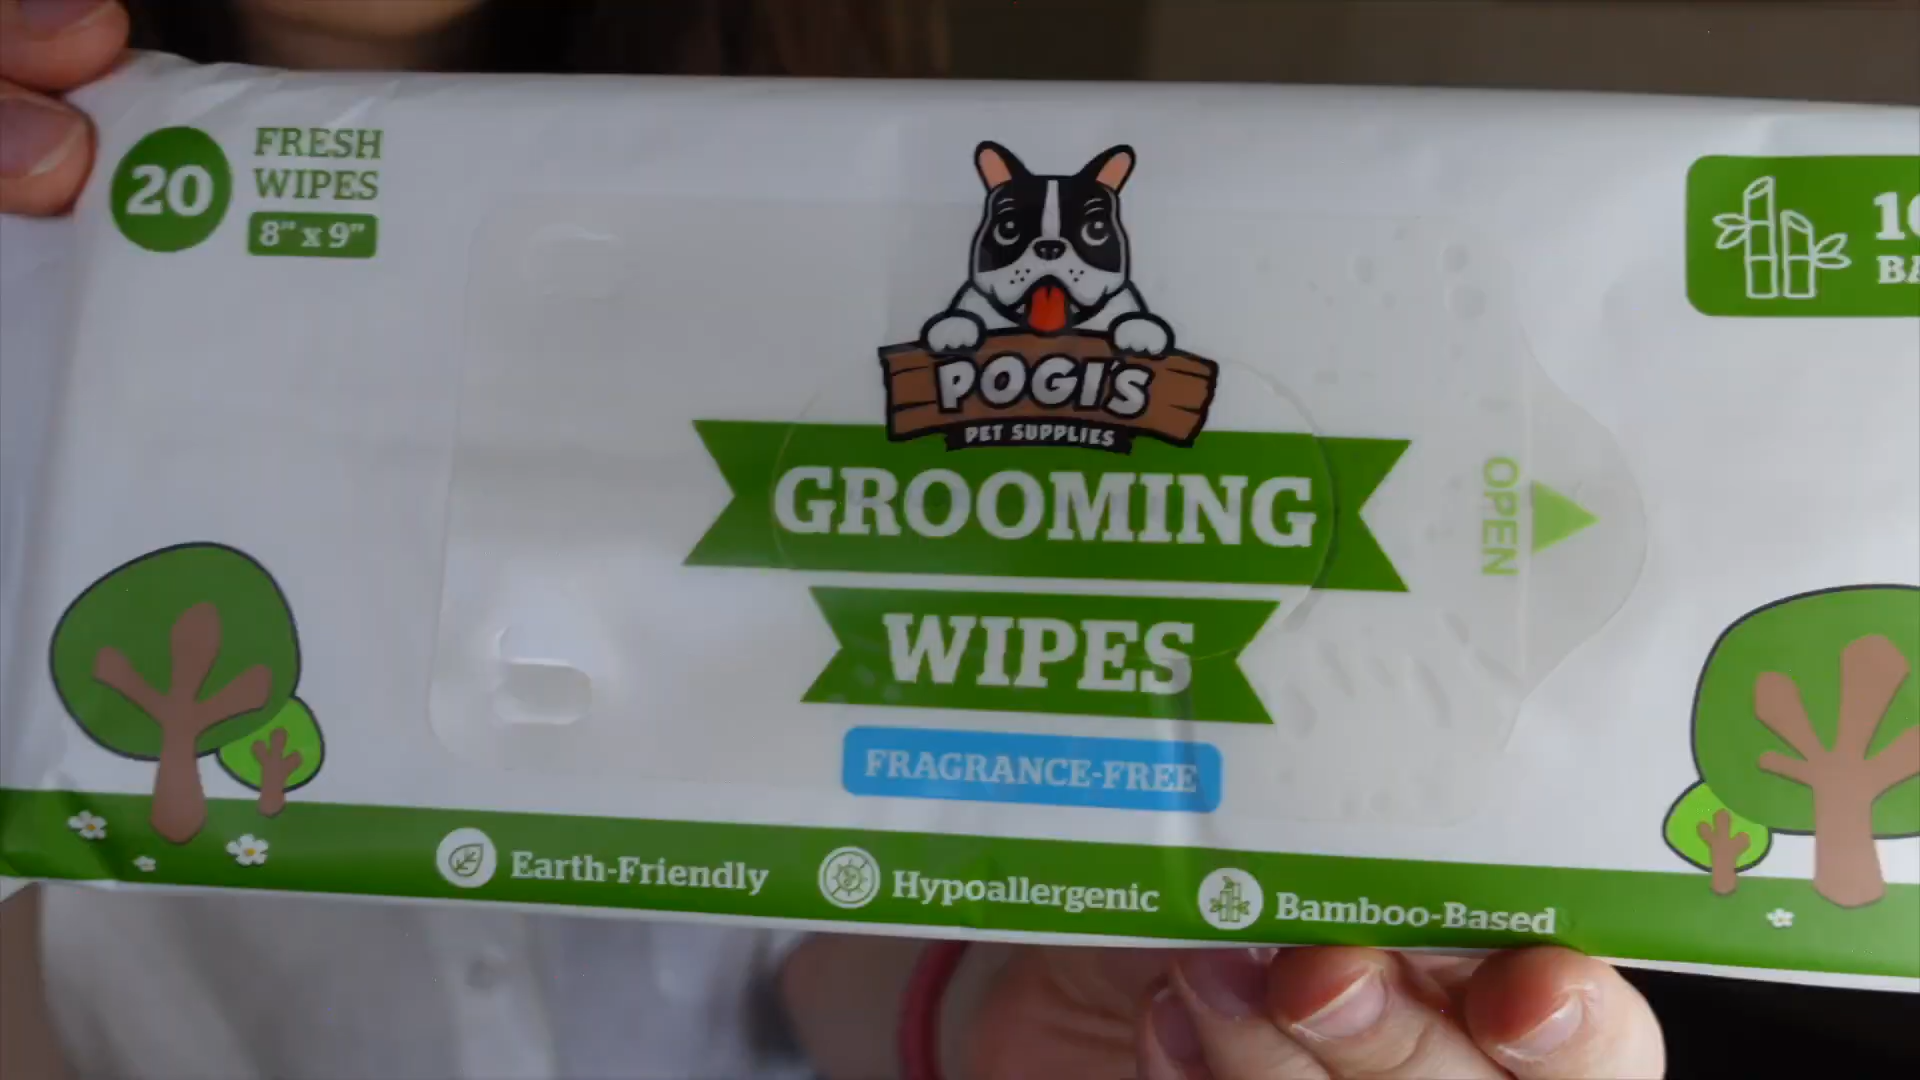 20
FRESH
WIPES
8" x 9"
POGI'S
PET SUPPLIES
GROOMING
WIPES
FRAGRANCE-FREE
OPEN
Earth-Friendly
Hypoallergenic
Bamboo-Based